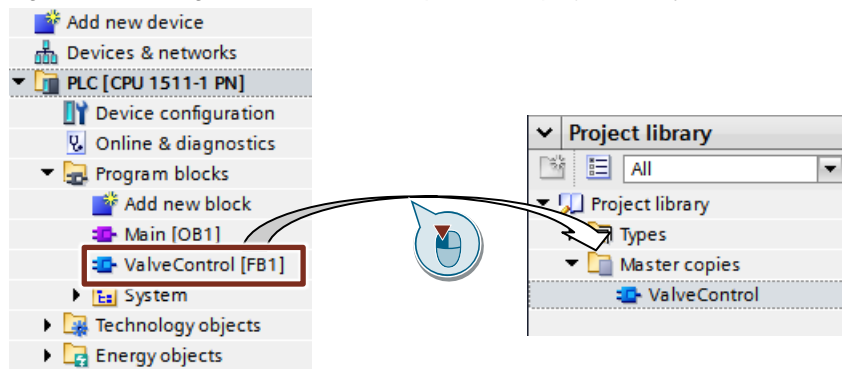 Add new device
Devices & networks
PLC [CPU 1511-1 PN]
Device configuration
Online & diagnostics
Program blocks
Add new block
Main [OB1]
ValveControl [FB1]
System
Technology objects
Energy objects
Project library
All
Project library
Types
Master copies
ValveControl